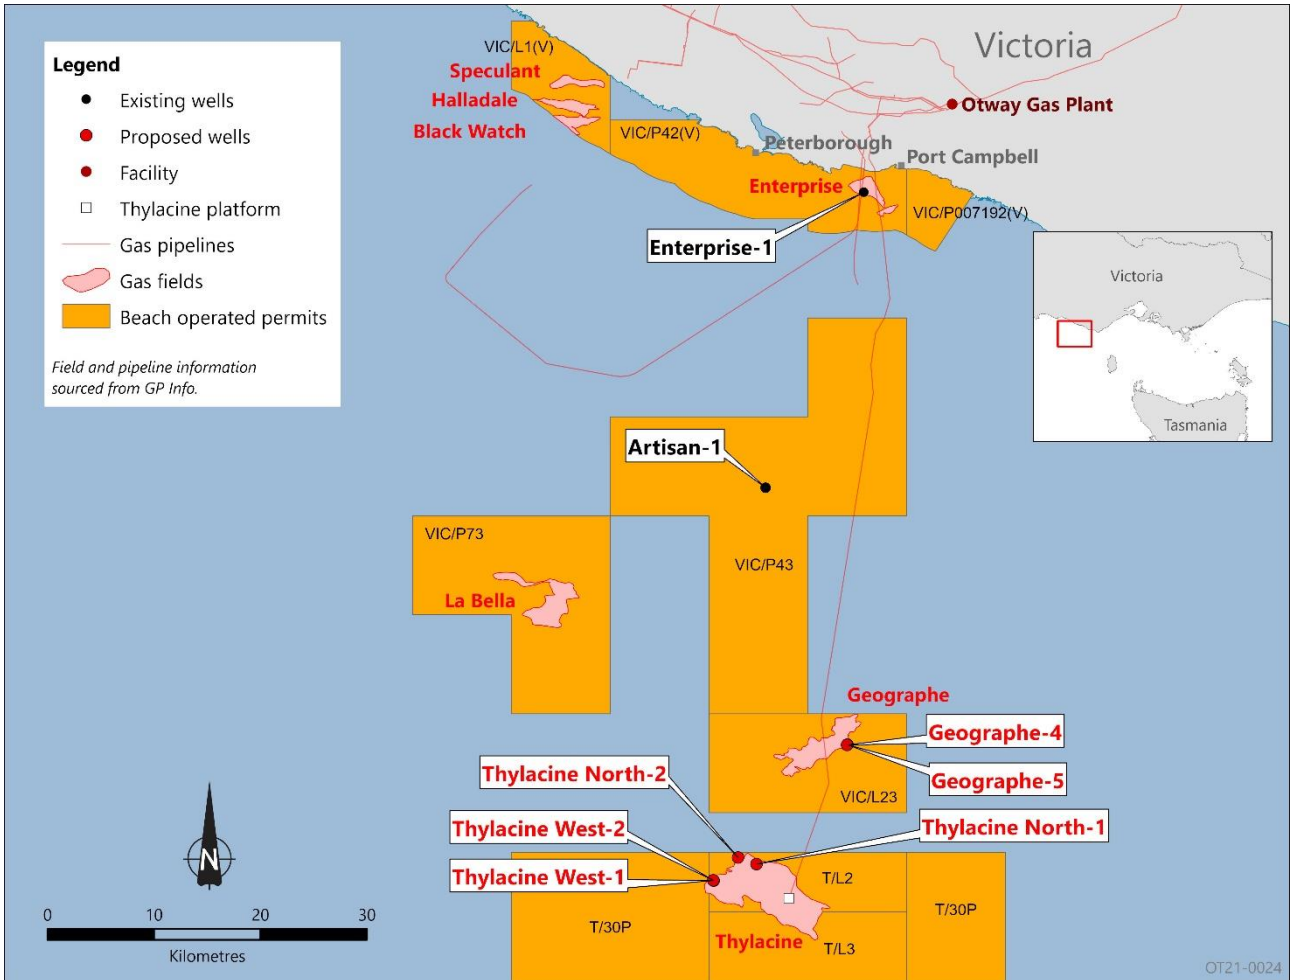 Legend
Existing wells
Proposed wells
Facility
Thylacine platform
Gas pipelines
Gas fields
Beach operated permits
Field and pipeline information
sourced from GP Info.
Victoria
VIC/L1(V)
Speculant
Halladale
Black Watch
VIC/P42(V)
Otway Gas Plant
Peterborough
Port Campbell
Enterprise
VIC/P007192(V)
Enterprise-1
Victoria
Tasmania
Artisan-1
VIC/P73
VIC/P43
La Bella
Geographe
Geographe-4
Geographe-5
VIC/L23
Thylacine North-2
Thylacine West-2
Thylacine North-1
Thylacine West-1
T/L2
T/30P
T/30P
Thylacine
T/L3
N
0 10 20 30
Kilometres
OT21-0024